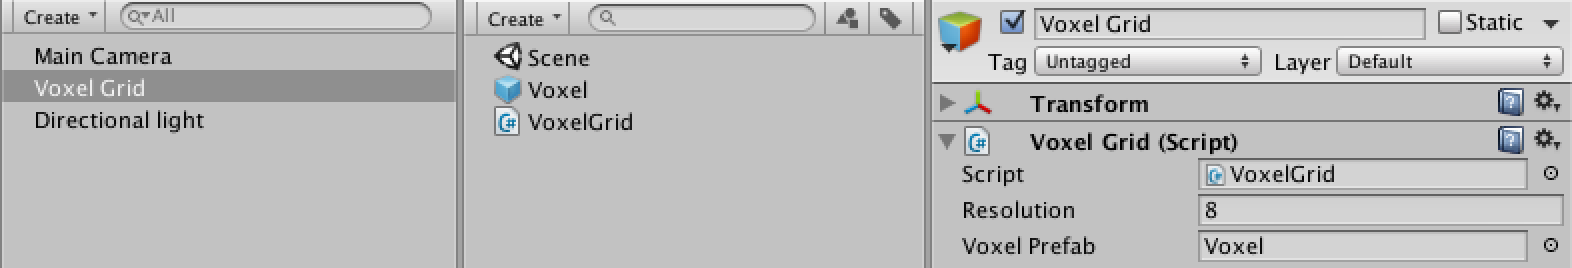 Create
All
Main Camera
Voxel Grid
Directional light
Create
Scene
Voxel
C# VoxelGrid
Voxel Grid
Static
Tag Untagged Layer Default
Transform
C# Voxel Grid (Script)
Script C# VoxelGrid
Resolution 8
Voxel Prefab Voxel